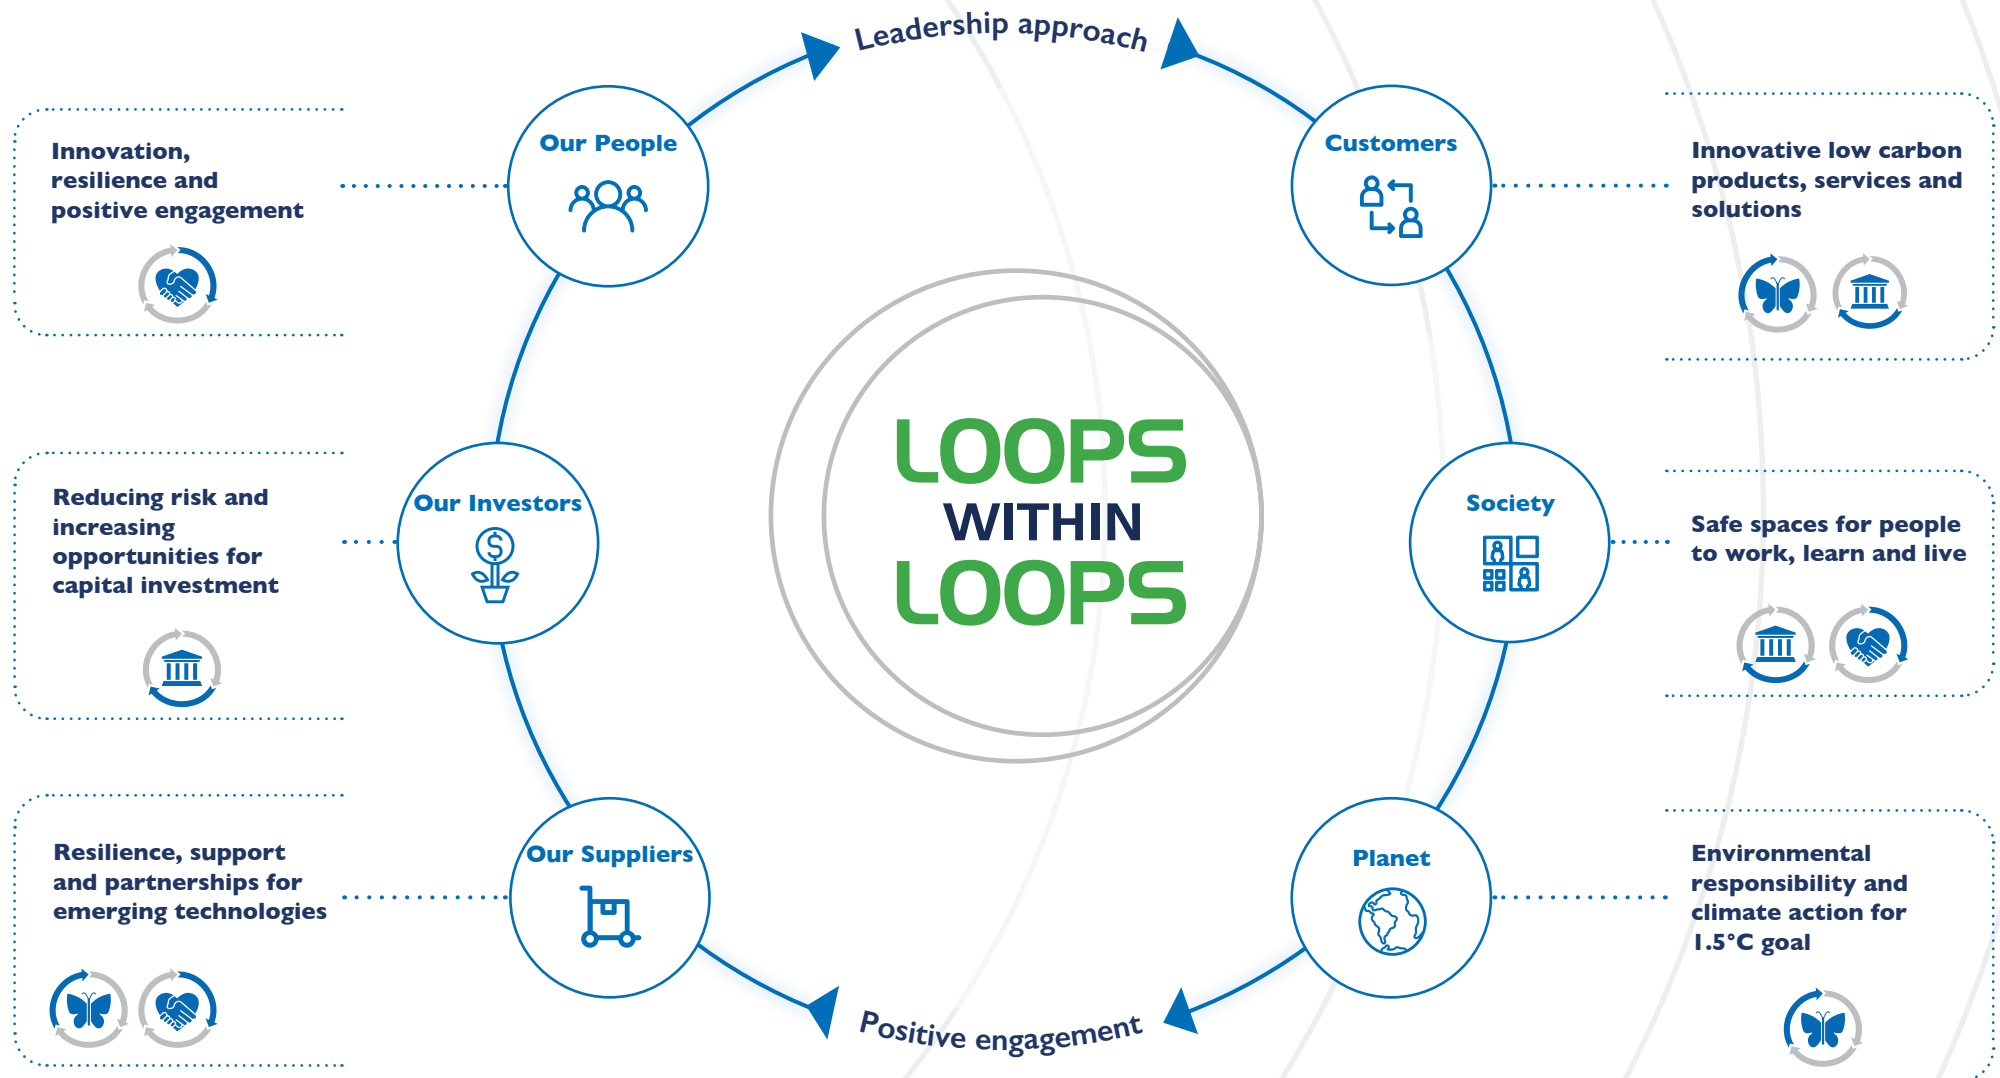 Leadership approach
Our People
Innovation,
resilience and
positive engagement
Our Investors
Reducing risk and
increasing
opportunities for
capital investment
Our Suppliers
Resilience, support
and partnerships for
emerging technologies
LOOPS
WITHIN
LOOPS
Customers
Innovative low carbon
products, services and
solutions
Society
Safe spaces for people
to work, learn and live
Planet
Environmental
responsibility and
climate action for
1.5°C goal
Positive engagement